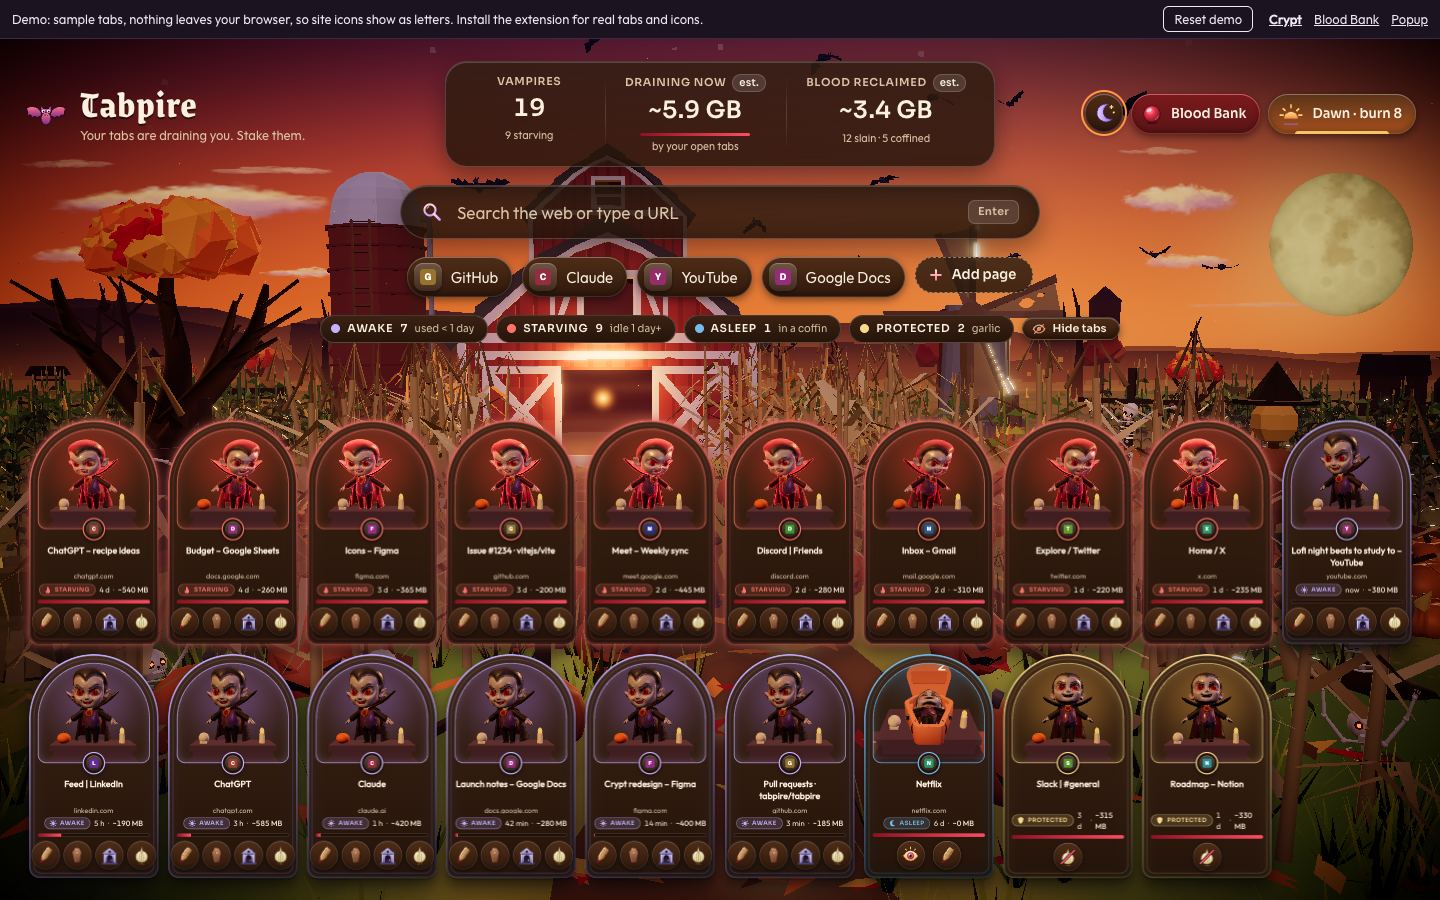 Demo: sample tabs, nothing leaves your browser, so site icons show as letters. Install the extension for real tabs and icons.
Reset demo
Crypt
Blood Bank
Popup
Tabpire
Your tabs are draining you. Stake them.
VAMPIRES
19
9 starving
DRAINING NOW est.
~5.9 GB
by your open tabs
BLOOD RECLAIMED est.
~3.4 GB
12 slain · 5 coffined
Blood Bank
Dawn · burn 8
Search the web or type a URL
Enter
G GitHub
C Claude
Y YouTube
D Google Docs
+ Add page
AWAKE 7 used < 1 day
STARVING 9 idle 1 day+
ASLEEP 1 in a coffin
PROTECTED 2 garlic
Hide tabs
C
ChatGPT – recipe ideas
chatgpt.com
STARVING 4 d · ~540 MB
D
Budget – Google Sheets
docs.google.com
STARVING 4 d · ~260 MB
F
Icons – Figma
figma.com
STARVING 3 d · ~365 MB
G
Issue #1234 · vitejs/vite
github.com
STARVING 3 d · ~200 MB
M
Meet – Weekly sync
meet.google.com
STARVING 2 d · ~445 MB
D
Discord | Friends
discord.com
STARVING 2 d · ~280 MB
M
Inbox – Gmail
mail.google.com
STARVING 2 d · ~310 MB
T
Explore / Twitter
twitter.com
STARVING 1 d · ~220 MB
X
Home / X
x.com
STARVING 1 d · ~235 MB
Y
Lofi night beats to study to –
YouTube
youtube.com
AWAKE now · ~380 MB
L
Feed | LinkedIn
linkedin.com
AWAKE 5 h · ~190 MB
C
ChatGPT
chatgpt.com
AWAKE 3 h · ~585 MB
C
Claude
claude.ai
AWAKE 1 h · ~420 MB
D
Launch notes – Google Docs
docs.google.com
AWAKE 42 min · ~280 MB
F
Crypt redesign – Figma
figma.com
AWAKE 14 min · ~400 MB
G
Pull requests ·
tabpire/tabpire
github.com
AWAKE 3 min · ~185 MB
N
Netflix
netflix.com
ASLEEP 6 d · ~0 MB
S
Slack | #general
PROTECTED 3 d · ~315 MB
N
Roadmap – Notion
PROTECTED 1 d · ~330 MB